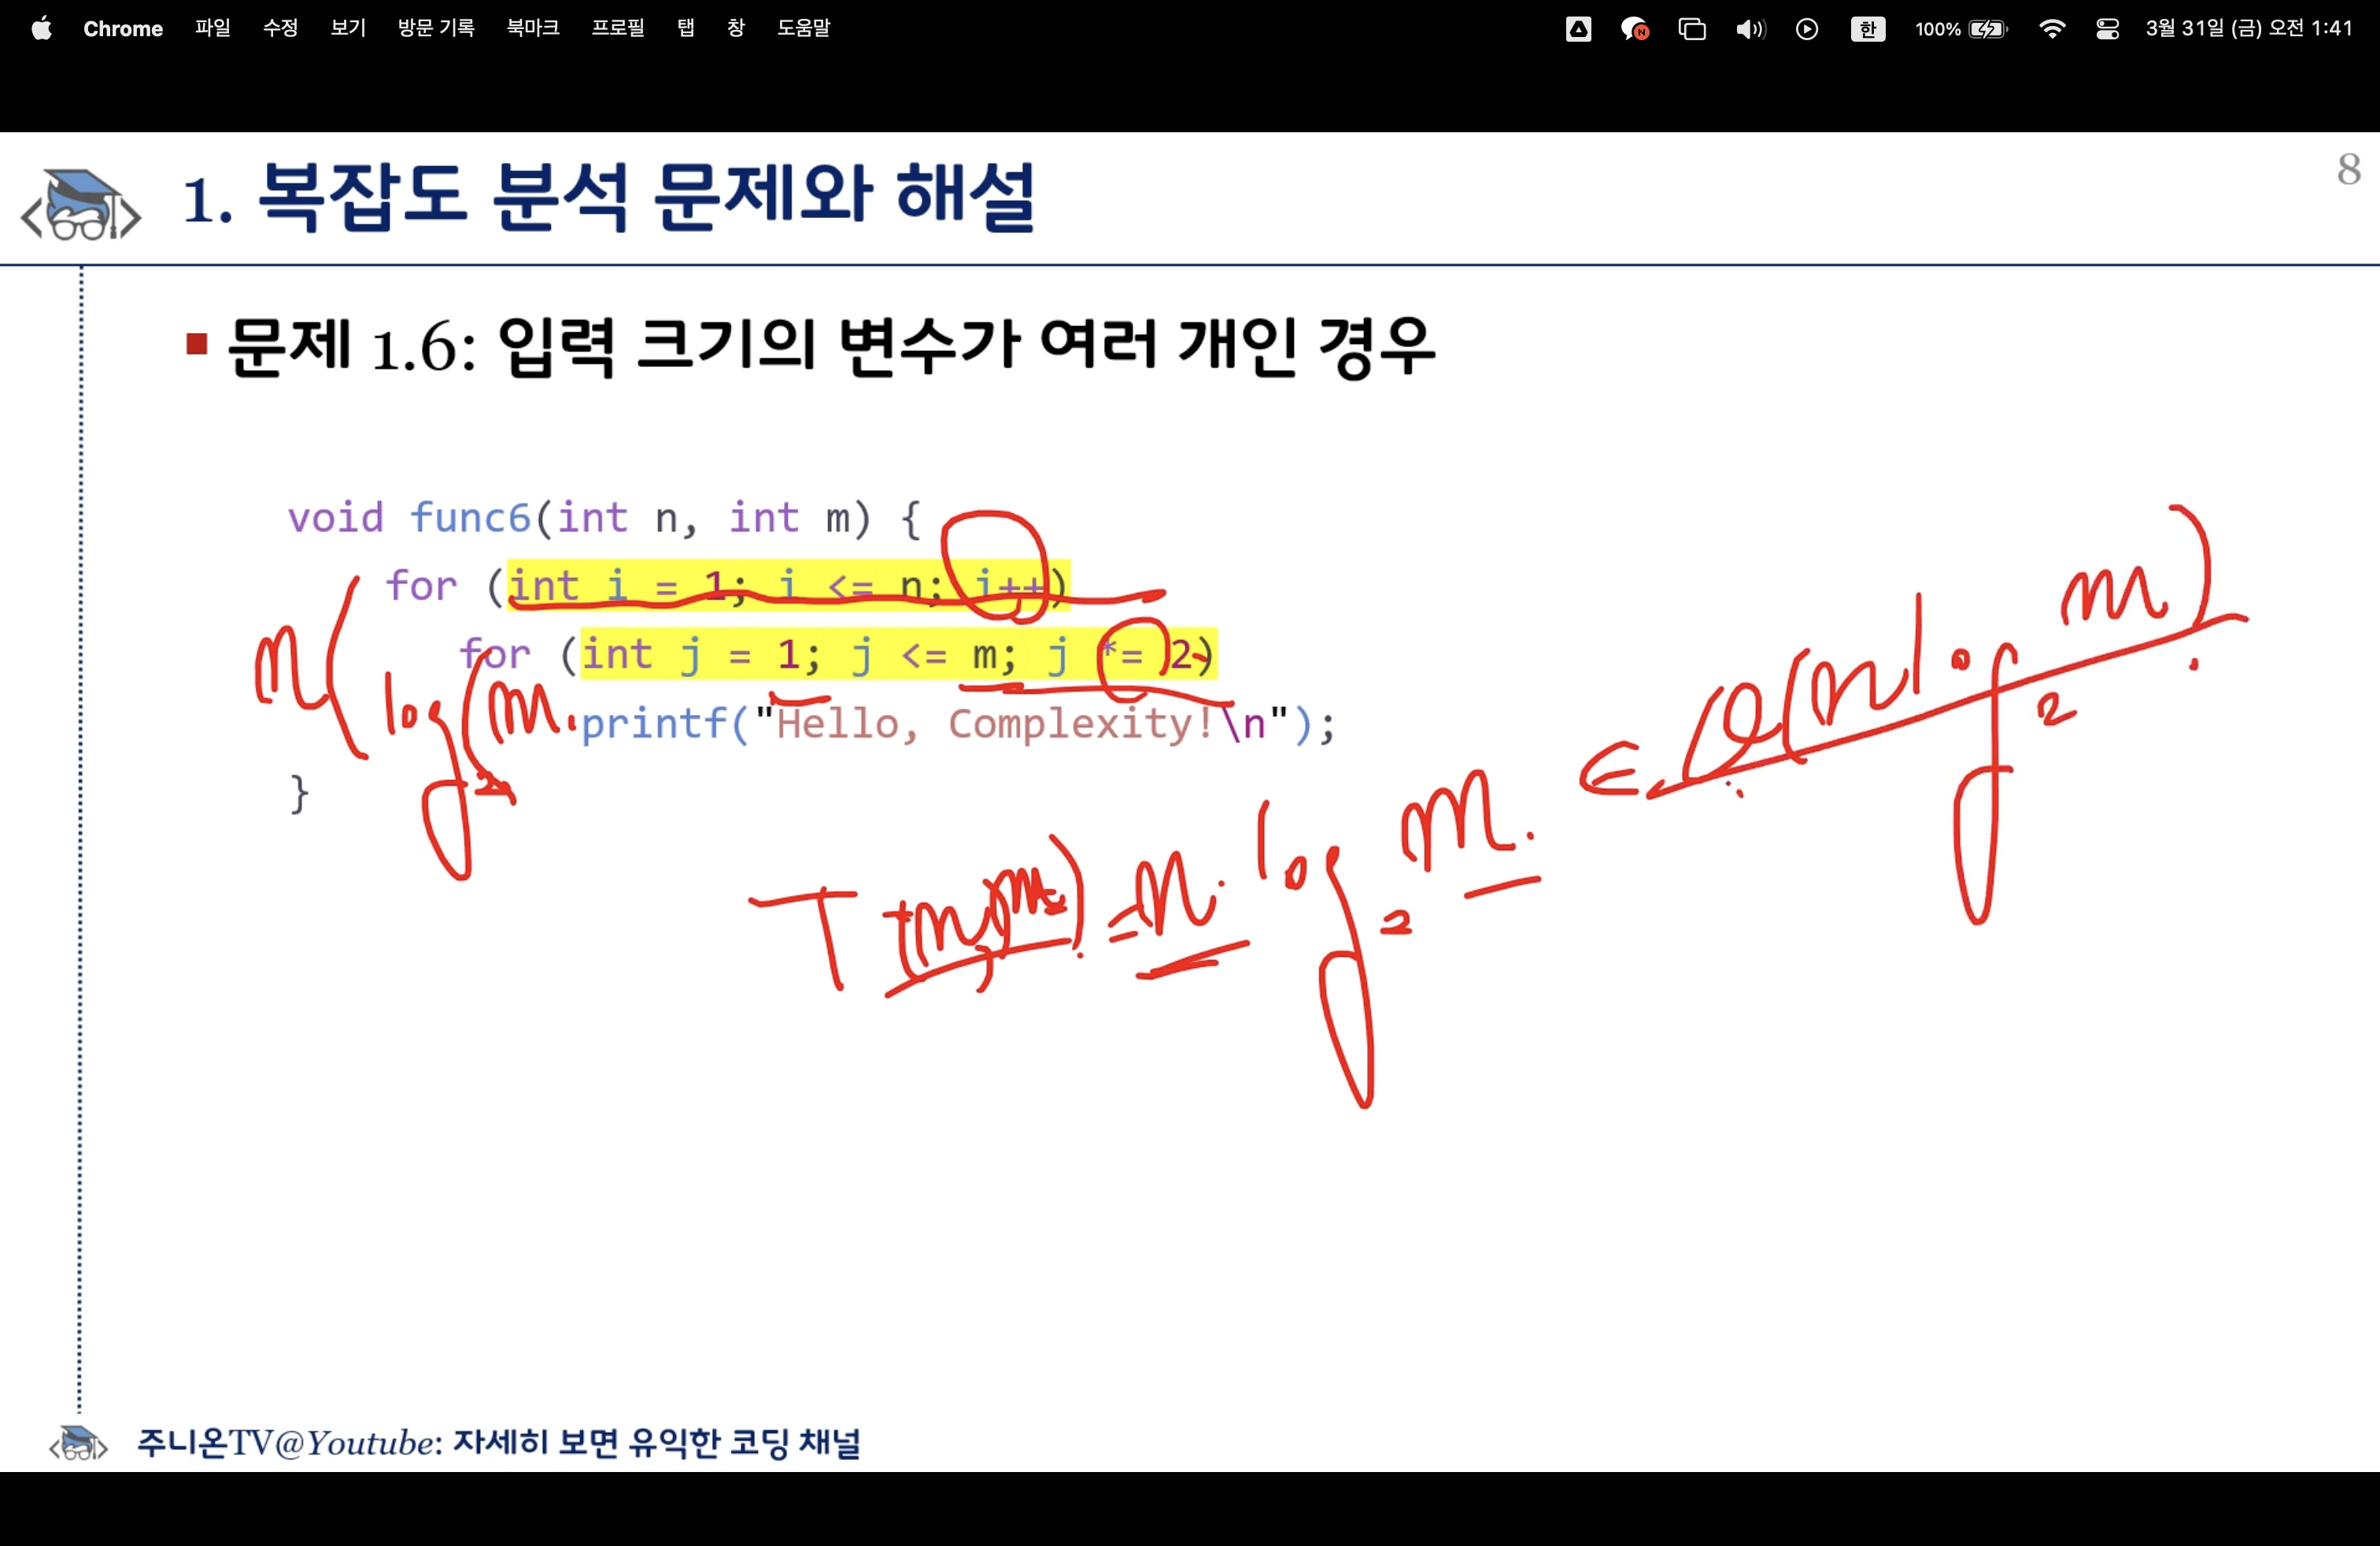 Chrome 파일 수정 보기 방문 기록 북마크 프로필 탭 창 도움말 한 100% 3월 31일 (금) 오전 1:41
1. 복잡도 분석 문제와 해설
8
문제 1.6: 입력 크기의 변수가 여러 개인 경우
void func6(int n, int m) {
for (int i = 1; i <= n; i++)
for (int j = 1; j <= m; j *= 2)
printf("Hello, Complexity!\n");
}
n
log₂ m
T(n, m) = n · log₂ m ∈ Θ(n log₂ m)
주니온TV@Youtube: 자세히 보면 유익한 코딩 채널